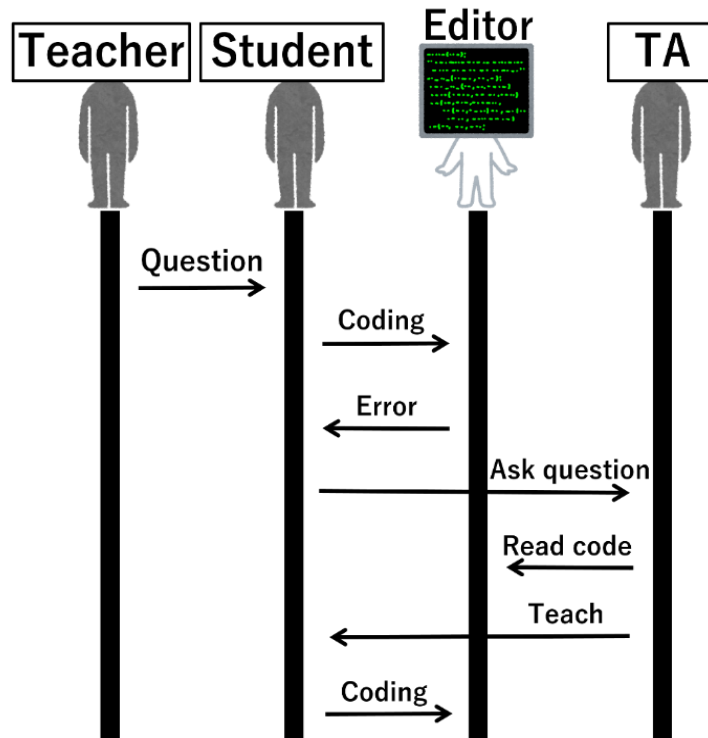 Teacher
Student
Editor
TA
Question
Coding
Error
Ask question
Read code
Teach
Coding